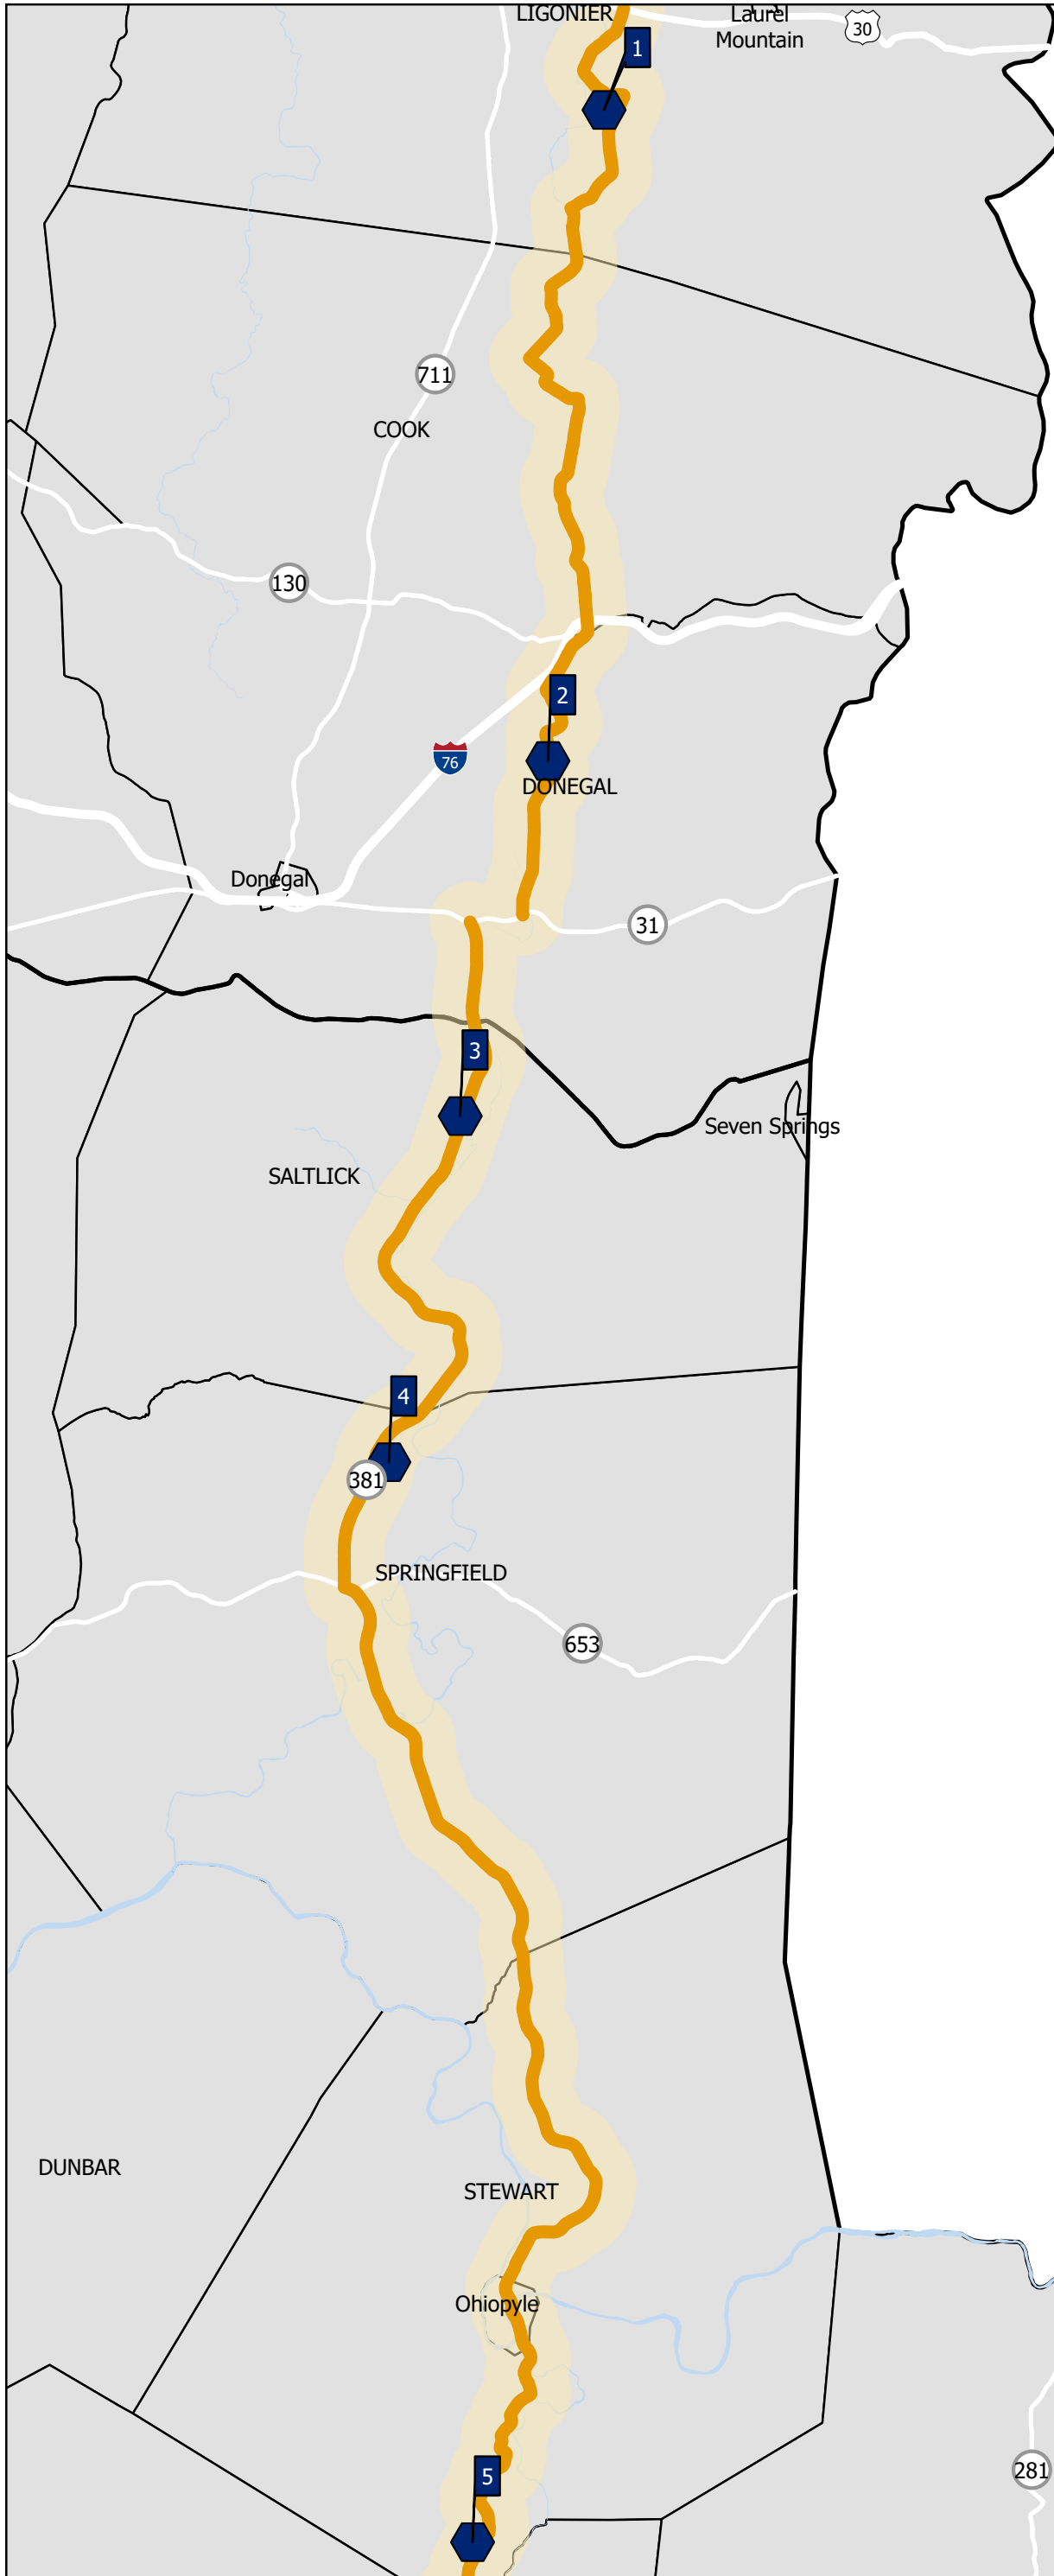 LIGONIER
Laurel
Mountain
30
1
711
COOK
130
2
76
DONEGAL
Donegal
31
3
Seven Springs
SALTLICK
4
381
SPRINGFIELD
653
DUNBAR
STEWART
Ohiopyle
281
5